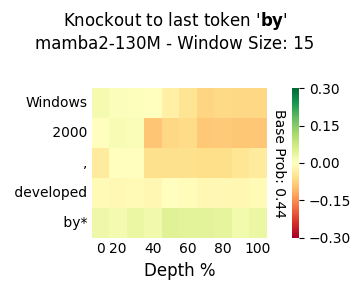 Knockout to last token 'by'
mamba2-130M - Window Size: 15
Windows
2000
,
developed
by*
0 20 40 60 80 100
Depth %
Base Prob: 0.44
0.30
0.15
0.00
−0.15
−0.30